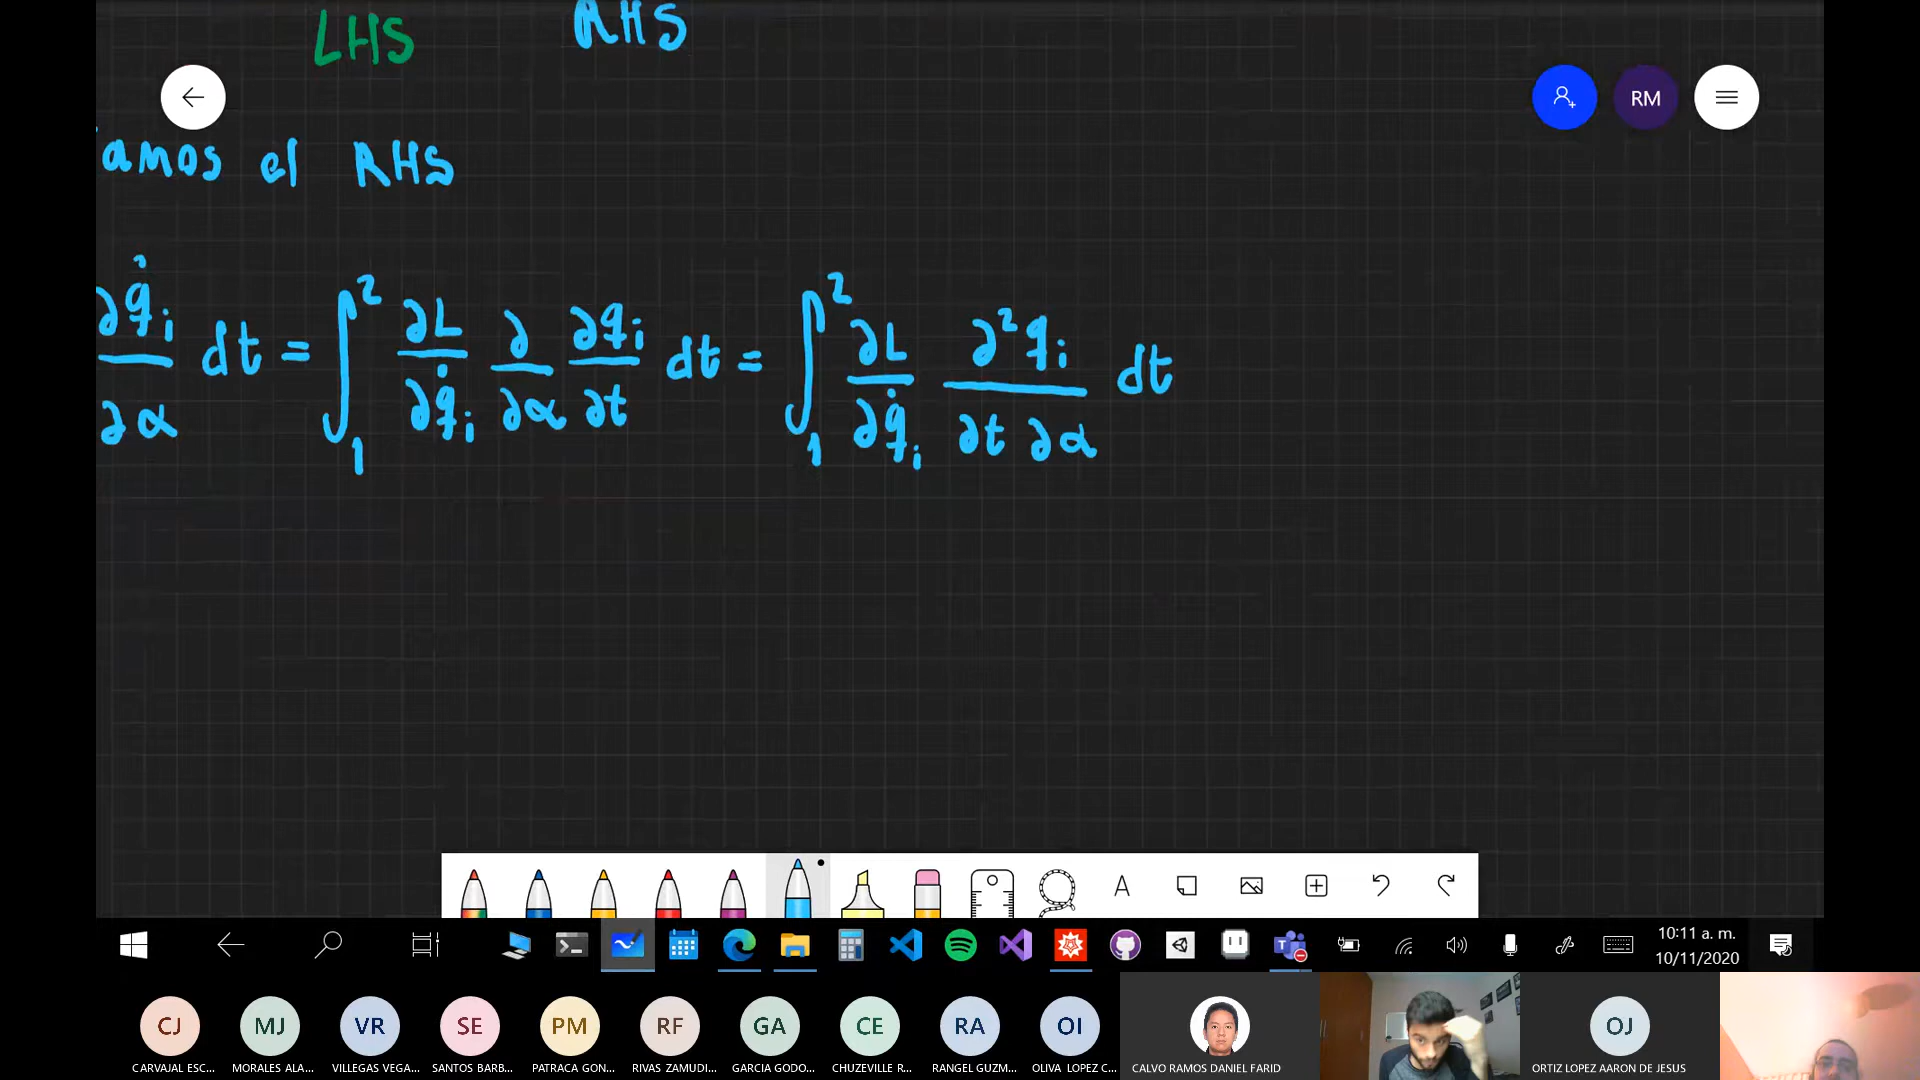 LHS RHS
RM
amos el RHS
∂q̇ᵢ/∂α dt = ∫₁² ∂L/∂q̇ᵢ ∂/∂α ∂qᵢ/∂t dt = ∫₁² ∂L/∂q̇ᵢ ∂²qᵢ/∂t ∂α dt
10:11 a. m.
10/11/2020
CJ MJ VR SE PM RF GA CE RA OI OJ
CARVAJAL ESC... MORALES ALA... VILLEGAS VEGA... SANTOS BARB... PATRACA GON... RIVAS ZAMUDI... GARCIA GODO... CHUZEVILLE R... RANGEL GUZM... OLIVA LOPEZ C... CALVO RAMOS DANIEL FARID ORTIZ LOPEZ AARON DE JESUS